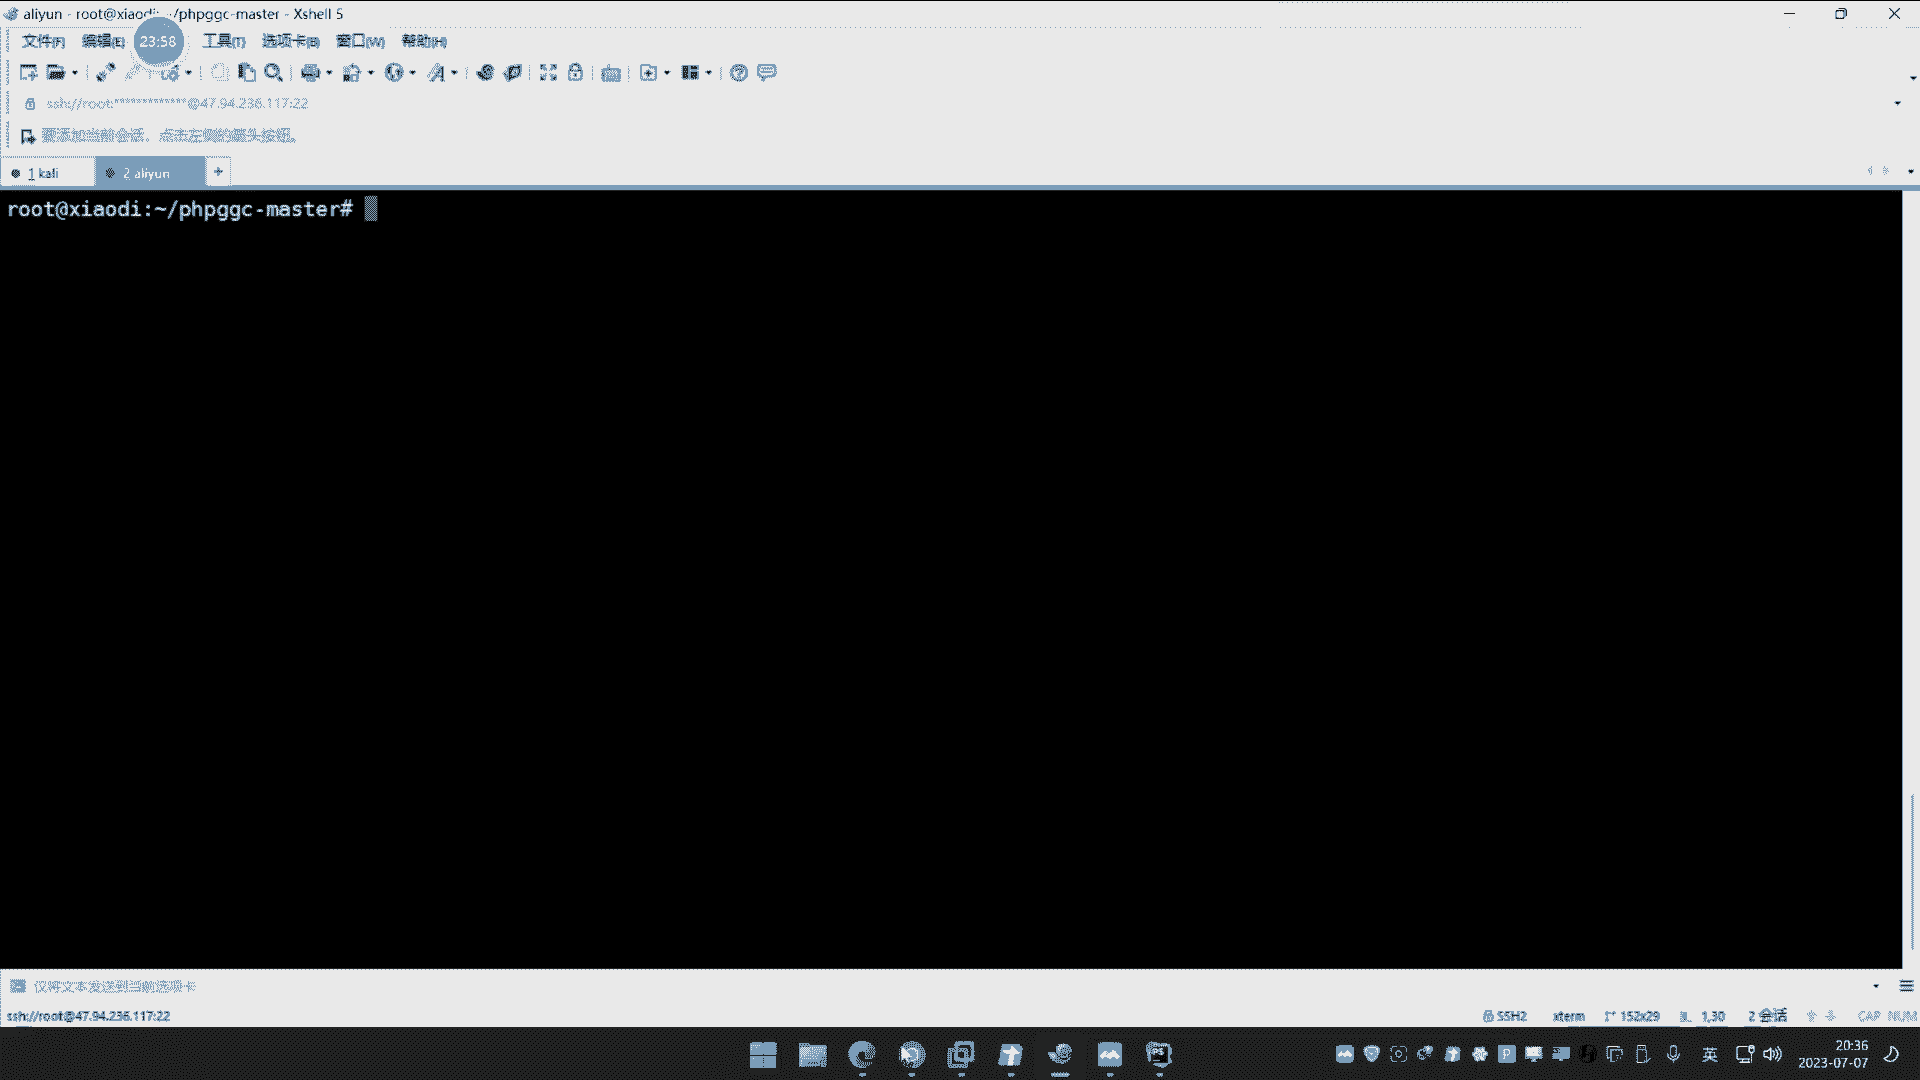 aliyun - root@xiaodi: ~/phpggc-master - Xshell 5
文件(F) 编辑(E) 23:58 工具(T) 选项卡(B) 窗口(W) 帮助(H)
ssh://root:*************@47.94.236.117:22
要添加当前会话，点击左侧的箭头按钮。
1 kali 2 aliyun +
root@xiaodi:~/phpggc-master#
仅将文本发送到当前选项卡
ssh://root@47.94.236.117:22 SSH2 xterm 152x29 1,30 2 会话 CAP NUM
英 20:36
2023-07-07